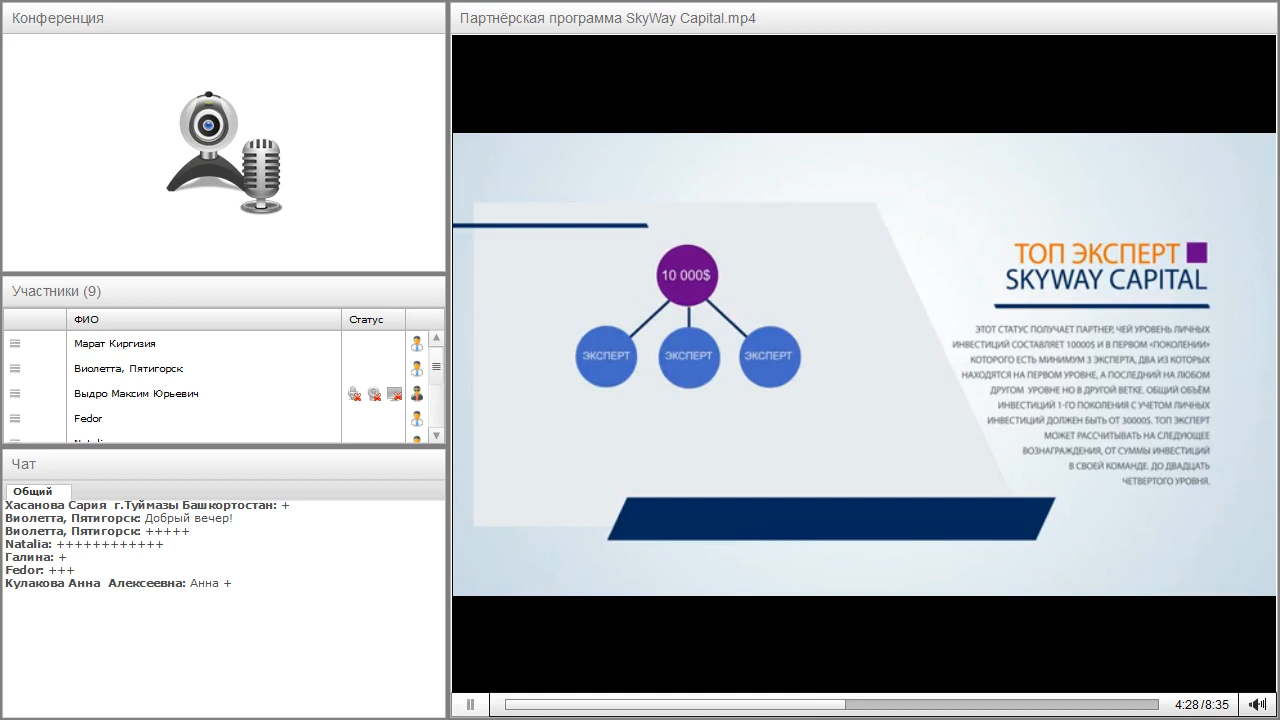 Конференция
Участники (9)
ФИО
Статус
Марат Киргизия
Виолетта, Пятигорск
Выдро Максим Юрьевич
Fedor
Чат
Общий
Хасанова Сария г.Туймазы Башкортостан: +
Виолетта, Пятигорск: Добрый вечер!
Виолетта, Пятигорск: +++++
Natalia: ++++++++++++
Галина: +
Fedor: +++
Кулакова Анна Алексеевна: Анна +
Партнёрская программа SkyWay Capital.mp4
10 000$
ЭКСПЕРТ
ЭКСПЕРТ
ЭКСПЕРТ
ТОП ЭКСПЕРТ
SKYWAY CAPITAL
ЭТОТ СТАТУС ПОЛУЧАЕТ ПАРТНЕР, ЧЕЙ УРОВЕНЬ ЛИЧНЫХ
ИНВЕСТИЦИЙ СОСТАВЛЯЕТ 10000$ И В ПЕРВОМ «ПОКОЛЕНИИ»
КОТОРОГО ЕСТЬ МИНИМУМ 3 ЭКСПЕРТА, ДВА ИЗ КОТОРЫХ
НАХОДЯТСЯ НА ПЕРВОМ УРОВНЕ, А ПОСЛЕДНИЙ НА ЛЮБОМ
ДРУГОМ УРОВНЕ НО В ДРУГОЙ ВЕТКЕ. ОБЩИЙ ОБЪЁМ
ИНВЕСТИЦИЙ 1-ГО ПОКОЛЕНИЯ С УЧЕТОМ ЛИЧНЫХ
ИНВЕСТИЦИЙ ДОЛЖЕН БЫТЬ ОТ 30000$. ТОП ЭКСПЕРТ
МОЖЕТ РАССЧИТЫВАТЬ НА СЛЕДУЮЩЕЕ
ВОЗНАГРАЖДЕНИЯ, ОТ СУММЫ ИНВЕСТИЦИЙ
В СВОЕЙ КОМАНДЕ. ДО ДВАДЦАТЬ
ЧЕТВЕРТОГО УРОВНЯ.
4:28/8:35